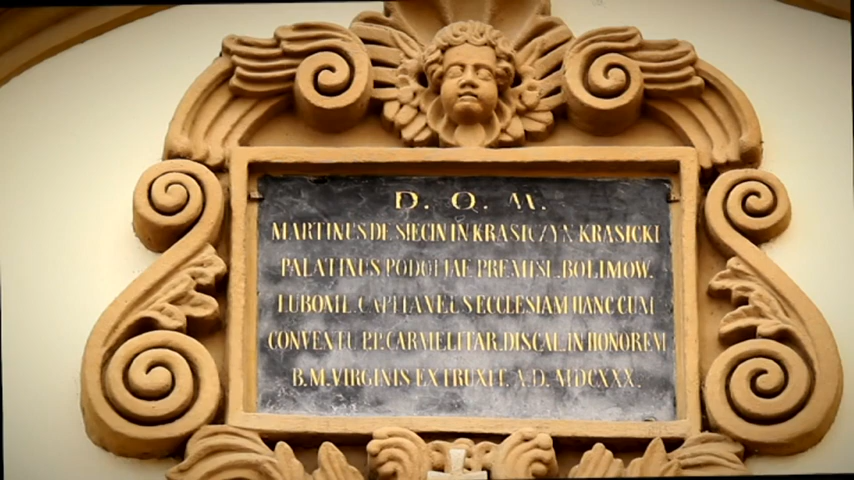 D. O. M.
MARTINUS DE SIECIN IN KRASICZYN KRASICKI
PALATINUS PODOLIAE PREMISL. BOLIMOW.
LUBOML. CAPITANEUS ECCLESIAM HANC CUM
CONVENTU P.P. CARMELITAR. DISCAL. IN HONOREM
B. M. VIRGINIS EXTRUXIT. A.D. MDCXXX.